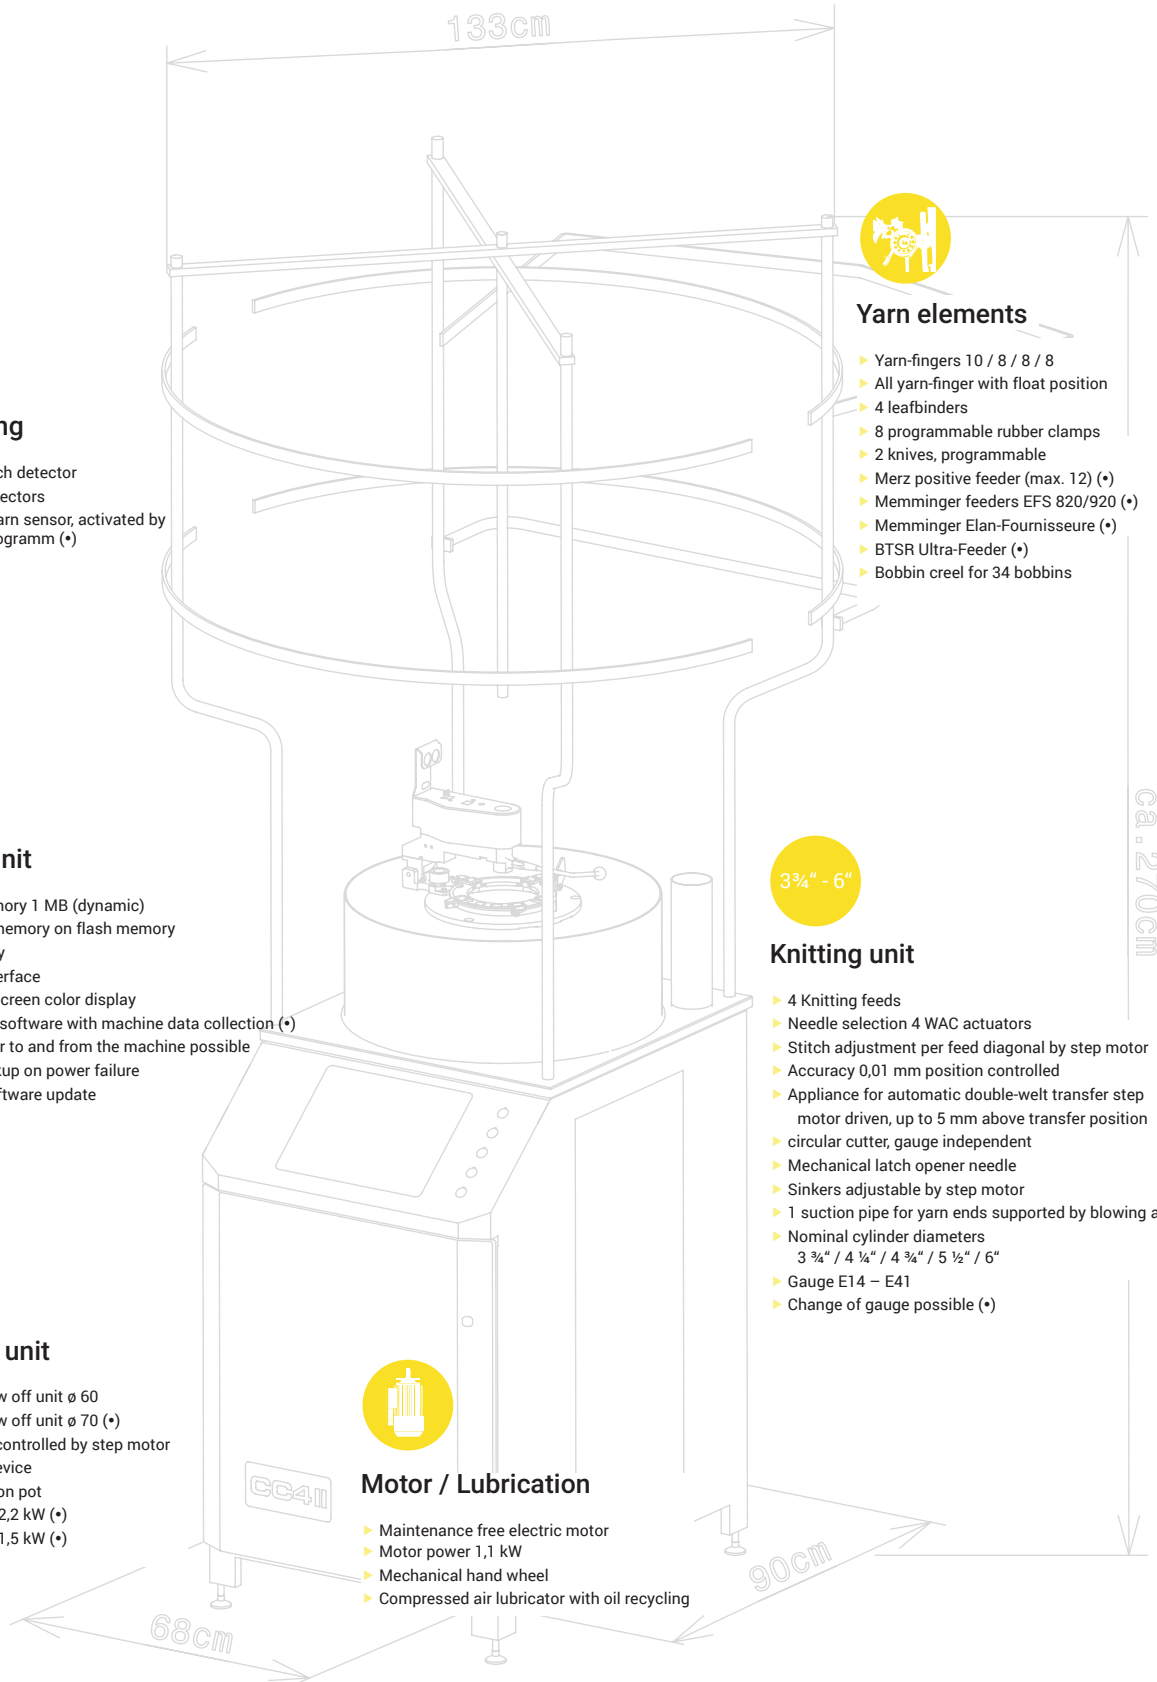 133cm
Yarn elements
Yarn-fingers 10 / 8 / 8 / 8
All yarn-finger with float position
4 leafbinders
8 programmable rubber clamps
2 knives, programmable
Merz positive feeder (max. 12) (•)
Memminger feeders EFS 820/920 (•)
Memminger Elan-Fournisseure (•)
BTSR Ultra-Feeder (•)
Bobbin creel for 34 bobbins
ng
ch detector
ectors
arn sensor, activated by
ogramm (•)
ca.270cm
nit
nory 1 MB (dynamic)
memory on flash memory
y
erface
creen color display
software with machine data collection (•)
r to and from the machine possible
kup on power failure
ftware update
3¾“ - 6“
Knitting unit
4 Knitting feeds
Needle selection 4 WAC actuators
Stitch adjustment per feed diagonal by step motor
Accuracy 0,01 mm position controlled
Appliance for automatic double-welt transfer step
motor driven, up to 5 mm above transfer position
circular cutter, gauge independent
Mechanical latch opener needle
Sinkers adjustable by step motor
1 suction pipe for yarn ends supported by blowing a
Nominal cylinder diameters
3 ¾“ / 4 ¼“ / 4 ¾“ / 5 ½“ / 6“
Gauge E14 – E41
Change of gauge possible (•)
unit
w off unit ø 60
w off unit ø 70 (•)
controlled by step motor
evice
on pot
2,2 kW (•)
1,5 kW (•)
CC4II
Motor / Lubrication
Maintenance free electric motor
Motor power 1,1 kW
Mechanical hand wheel
Compressed air lubricator with oil recycling
90cm
68cm